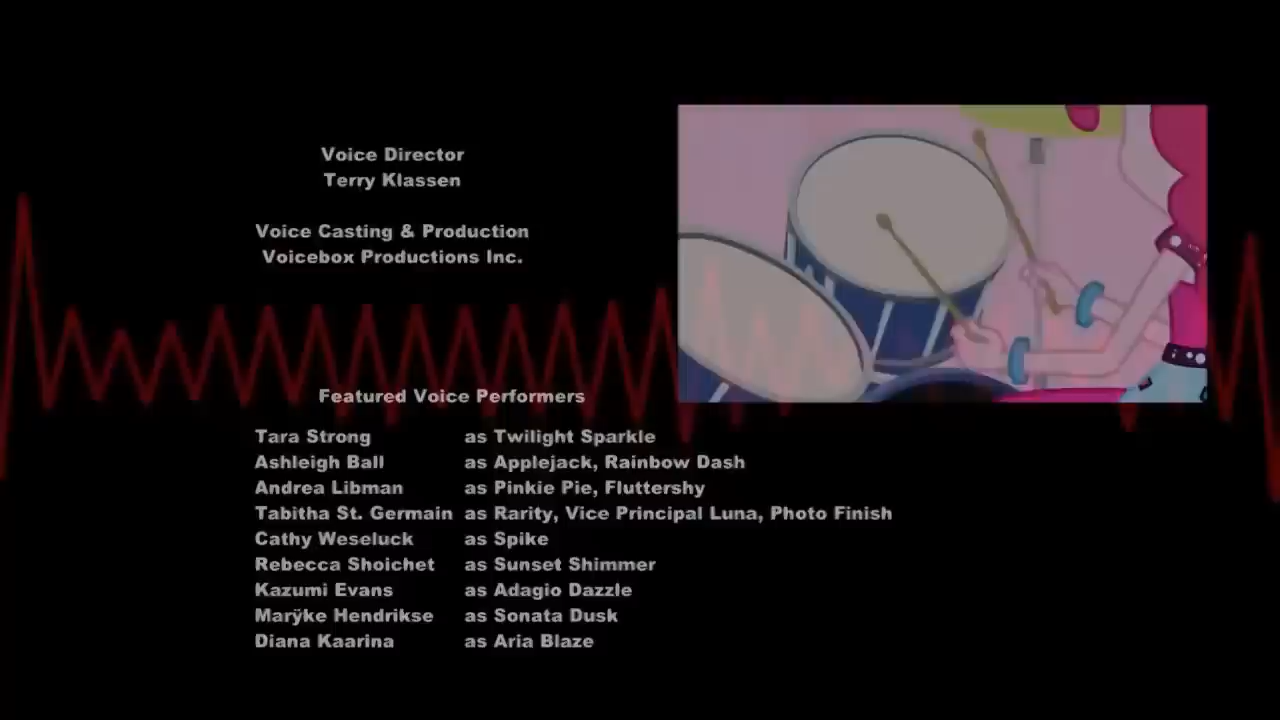 Voice Director
Terry Klassen
Voice Casting & Production
Voicebox Productions Inc.
Featured Voice Performers
Tara Strong as Twilight Sparkle
Ashleigh Ball as Applejack, Rainbow Dash
Andrea Libman as Pinkie Pie, Fluttershy
Tabitha St. Germain as Rarity, Vice Principal Luna, Photo Finish
Cathy Weseluck as Spike
Rebecca Shoichet as Sunset Shimmer
Kazumi Evans as Adagio Dazzle
Marÿke Hendrikse as Sonata Dusk
Diana Kaarina as Aria Blaze